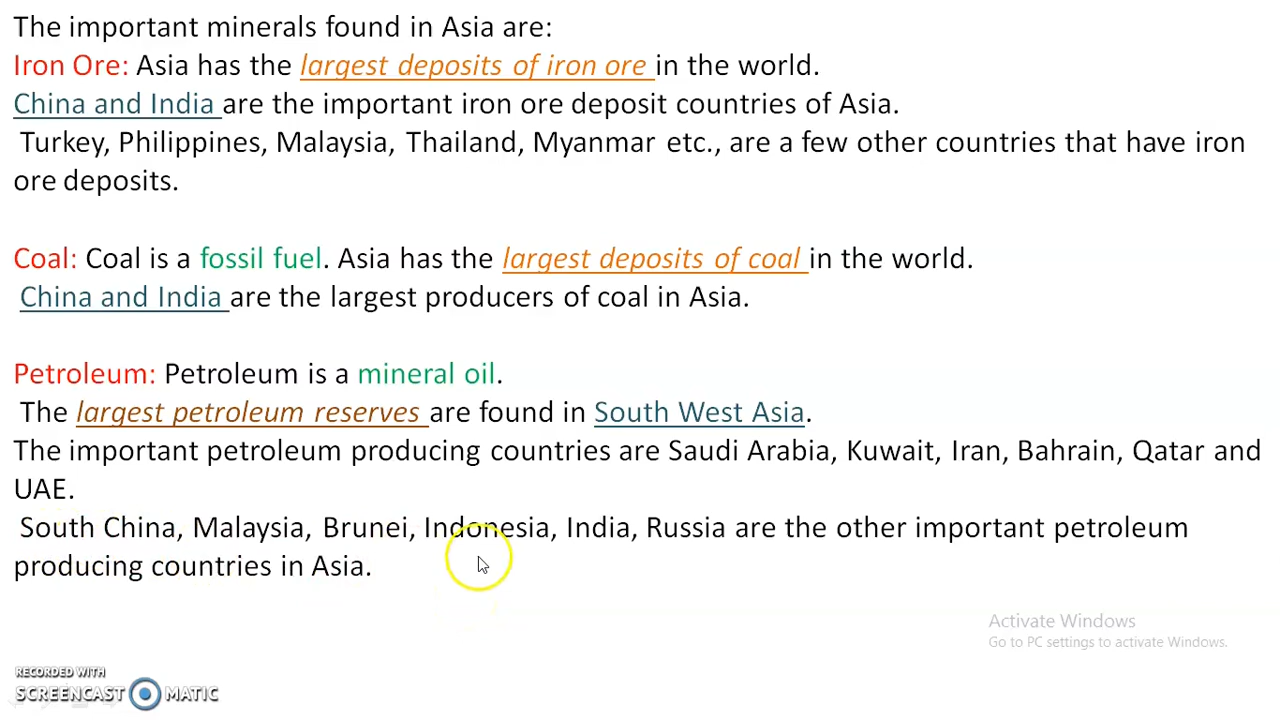 The important minerals found in Asia are:
Iron Ore: Asia has the largest deposits of iron ore in the world.
China and India are the important iron ore deposit countries of Asia.
Turkey, Philippines, Malaysia, Thailand, Myanmar etc., are a few other countries that have iron
ore deposits.
Coal: Coal is a fossil fuel. Asia has the largest deposits of coal in the world.
China and India are the largest producers of coal in Asia.
Petroleum: Petroleum is a mineral oil.
The largest petroleum reserves are found in South West Asia.
The important petroleum producing countries are Saudi Arabia, Kuwait, Iran, Bahrain, Qatar and
UAE.
South China, Malaysia, Brunei, Indonesia, India, Russia are the other important petroleum
producing countries in Asia.
Activate Windows
Go to PC settings to activate Windows.
RECORDED WITH
SCREENCAST MATIC